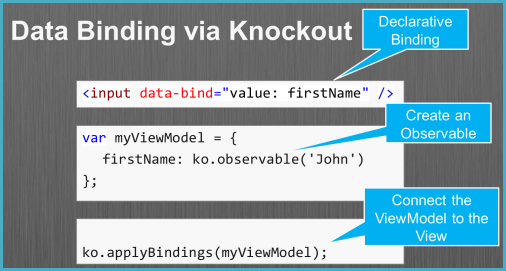 Data Binding via Knockout
Declarative
Binding
<input data-bind="value: firstName" />
Create an
Observable
var myViewModel = {
firstName: ko.observable('John')
};
Connect the
ViewModel to the
View
ko.applyBindings(myViewModel);